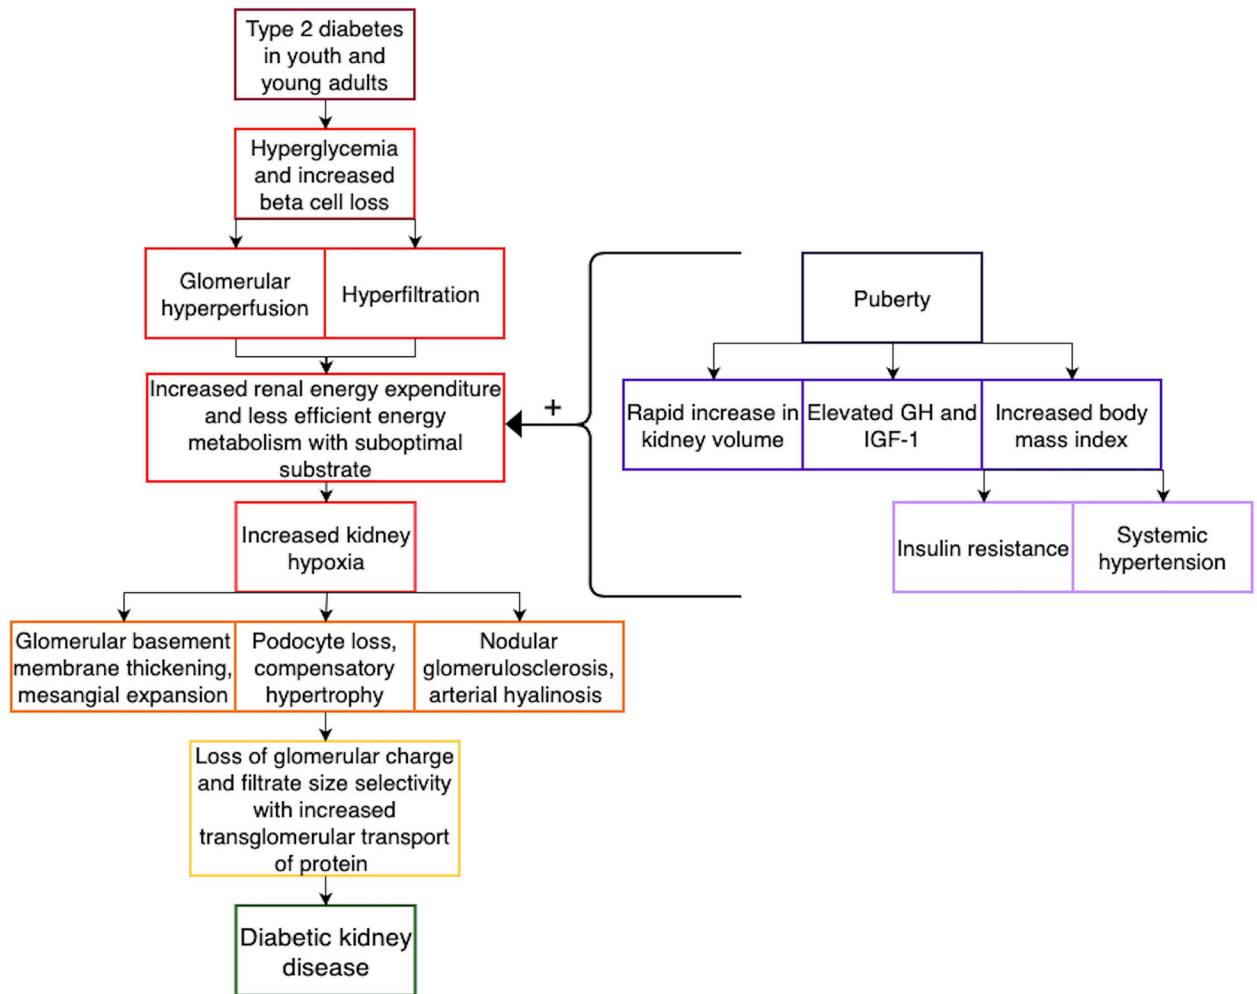 Type 2 diabetes
in youth and
young adults
Hyperglycemia
and increased
beta cell loss
Glomerular
hyperperfusion
Hyperfiltration
Increased renal energy expenditure
and less efficient energy
metabolism with suboptimal
substrate
+
Puberty
Rapid increase in
kidney volume
Elevated GH and
IGF-1
Increased body
mass index
Insulin resistance
Systemic
hypertension
Increased kidney
hypoxia
Glomerular basement
membrane thickening,
mesangial expansion
Podocyte loss,
compensatory
hypertrophy
Nodular
glomerulosclerosis,
arterial hyalinosis
Loss of glomerular charge
and filtrate size selectivity
with increased
transglomerular transport
of protein
Diabetic kidney
disease